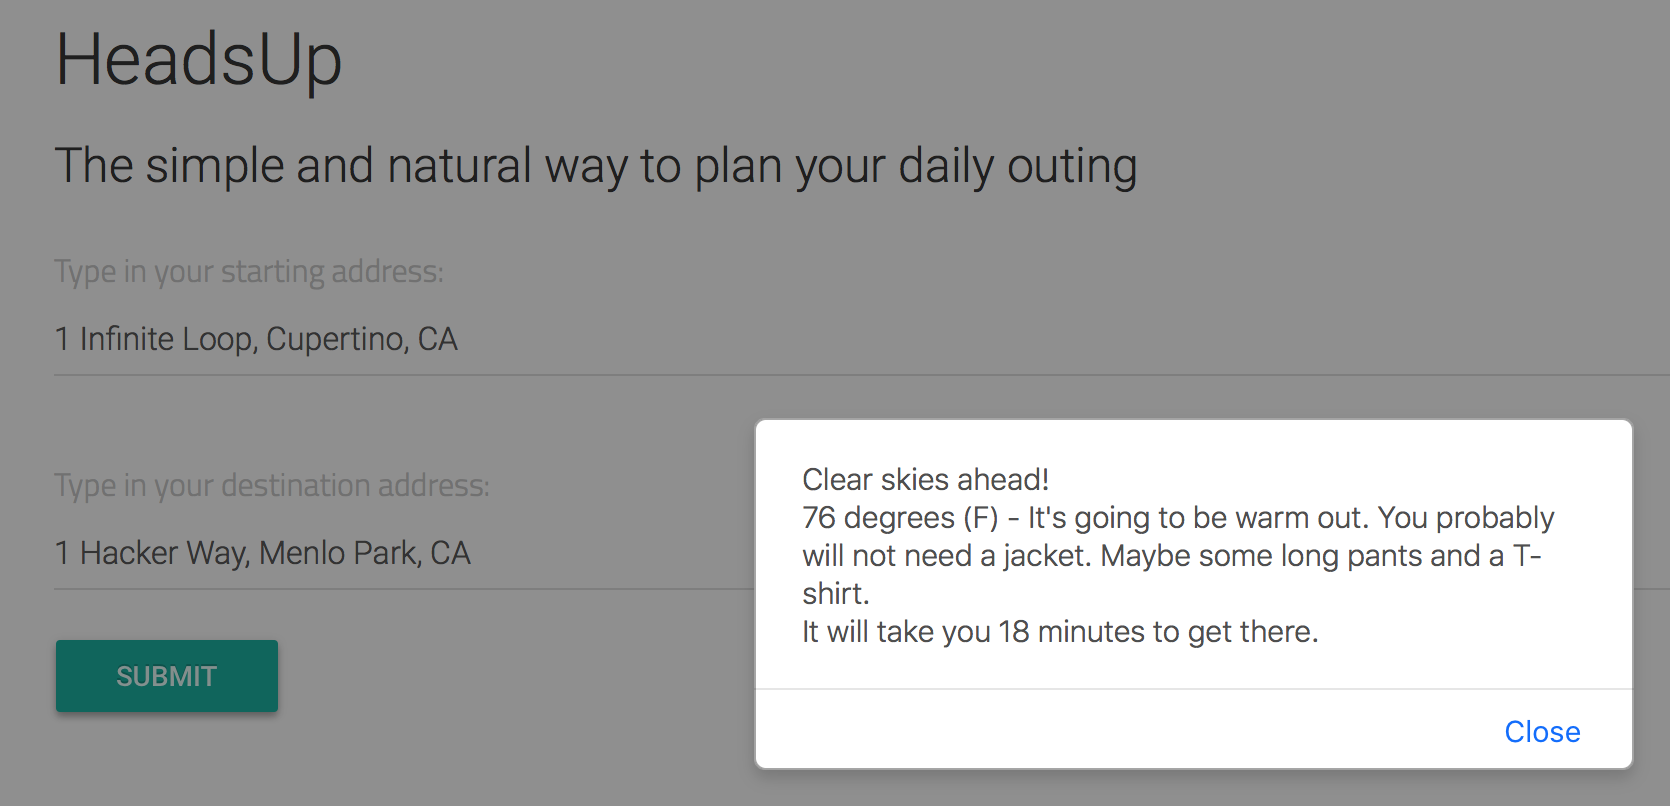 HeadsUp
The simple and natural way to plan your daily outing
Type in your starting address:
1 Infinite Loop, Cupertino, CA
Type in your destination address:
1 Hacker Way, Menlo Park, CA
SUBMIT
Clear skies ahead!
76 degrees (F) - It's going to be warm out. You probably
will not need a jacket. Maybe some long pants and a T-
shirt.
It will take you 18 minutes to get there.
Close